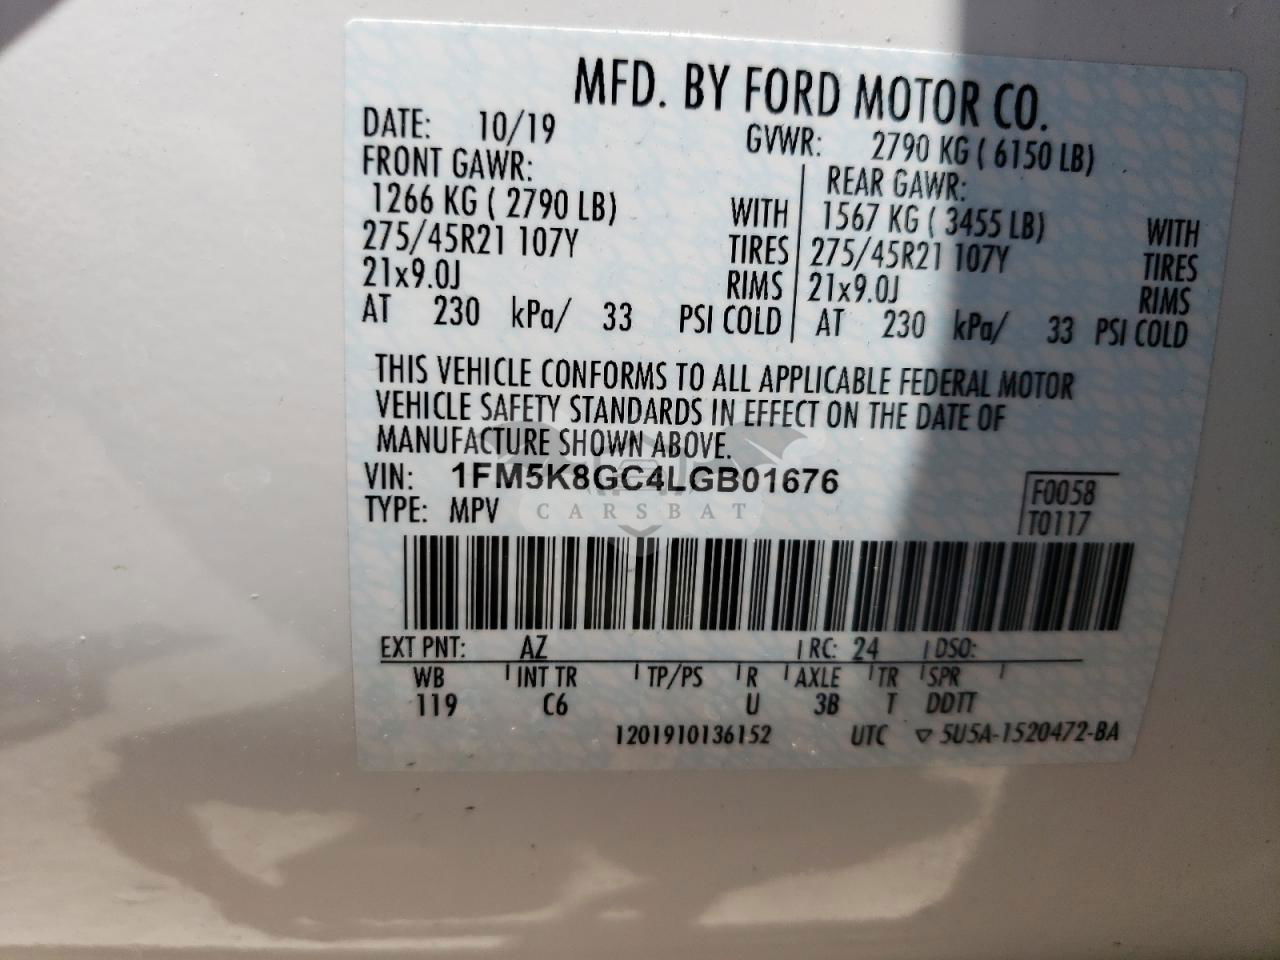 MFD. BY FORD MOTOR CO.
DATE: 10/19 GVWR: 2790 KG ( 6150 LB)
FRONT GAWR: REAR GAWR:
1266 KG ( 2790 LB) WITH 1567 KG ( 3455 LB) WITH
275/45R21 107Y TIRES 275/45R21 107Y TIRES
21x9.0J RIMS 21x9.0J RIMS
AT 230 kPa/ 33 PSI COLD AT 230 kPa/ 33 PSI COLD
THIS VEHICLE CONFORMS TO ALL APPLICABLE FEDERAL MOTOR
VEHICLE SAFETY STANDARDS IN EFFECT ON THE DATE OF
MANUFACTURE SHOWN ABOVE.
VIN: 1FM5K8GC4LGB01676 F0058
TYPE: MPV T0117
CARSBAT
EXT PNT: AZ RC: 24 DSO:
WB INT TR TP/PS R AXLE TR SPR
119 C6 U 3B T DDTT
1201910136152 UTC ▽ 5U5A-1520472-BA